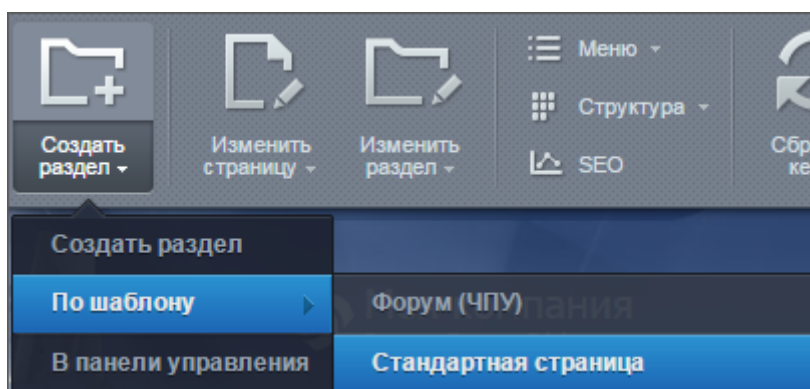 Создать
раздел
Изменить
страницу
Изменить
раздел
Меню
Структура
SEO
Создать раздел
По шаблону
Форум (ЧПУ)
В панели управления
Стандартная страница